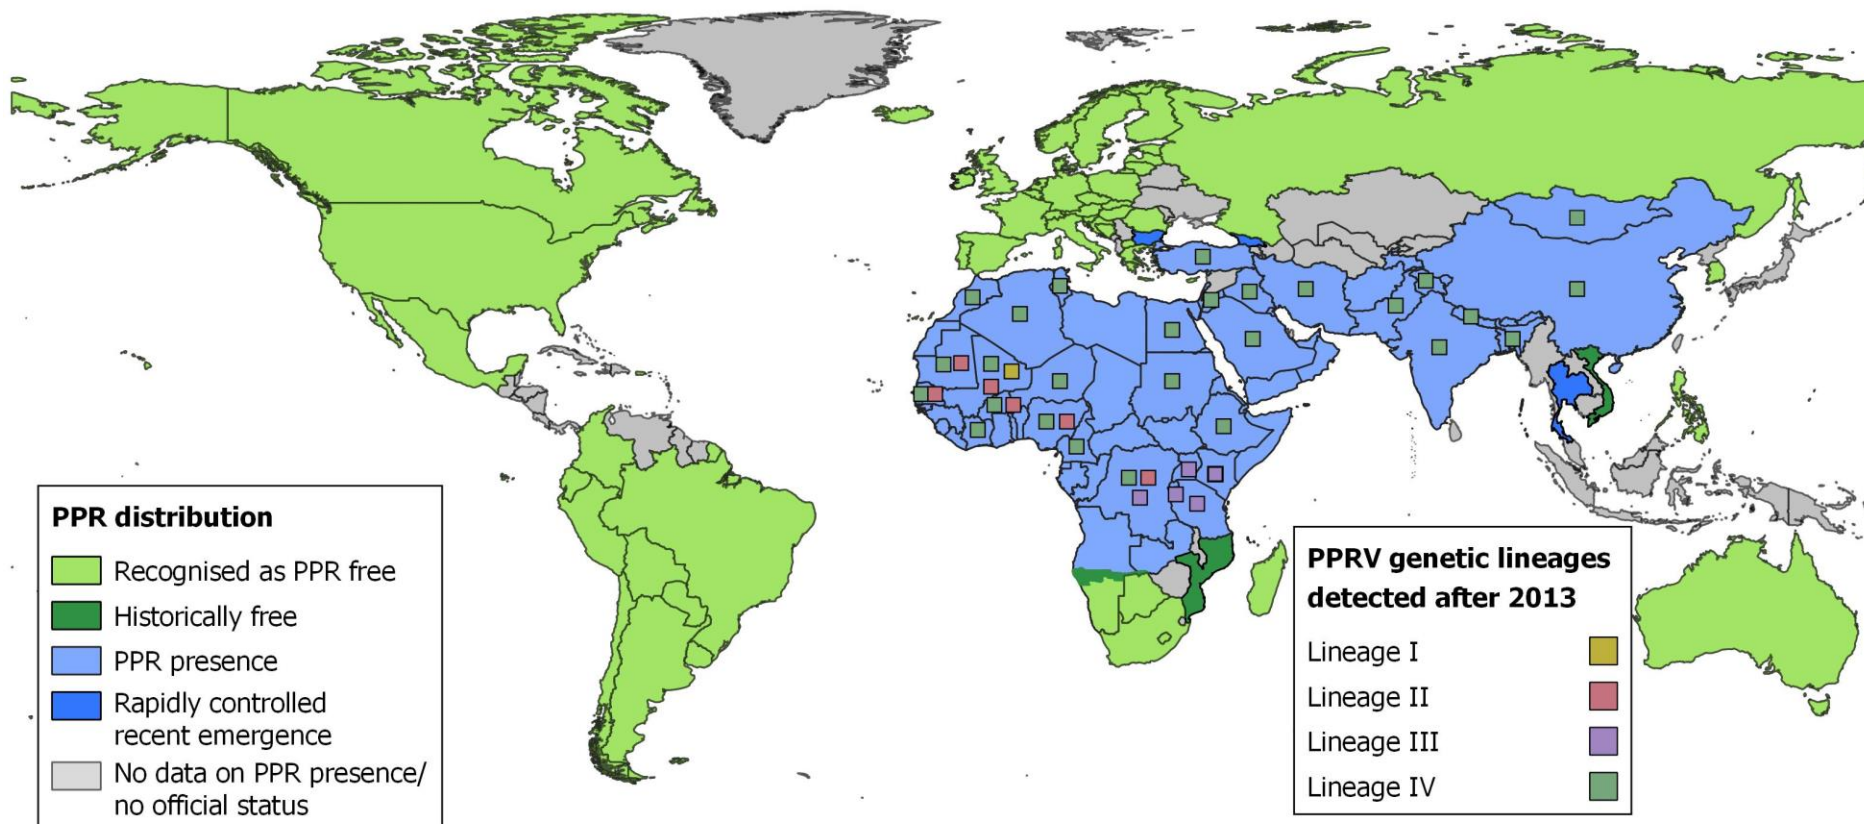 PPR distribution
Recognised as PPR free
Historically free
PPR presence
Rapidly controlled
recent emergence
No data on PPR presence/
no official status
PPRV genetic lineages
detected after 2013
Lineage I
Lineage II
Lineage III
Lineage IV